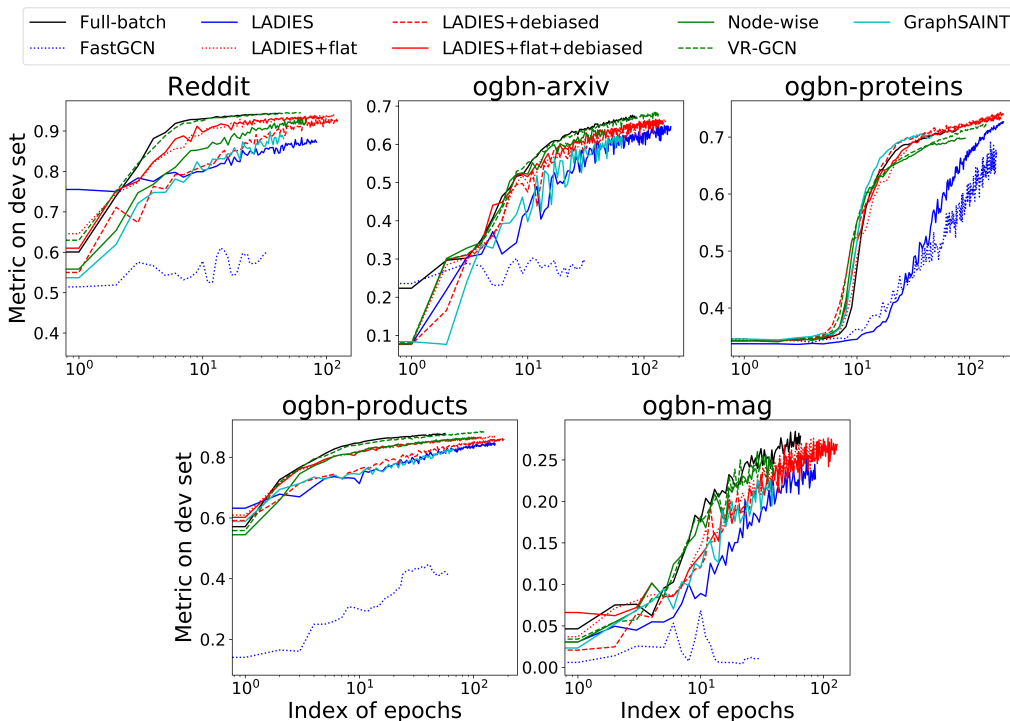 Full-batch LADIES LADIES+debiased Node-wise GraphSAINT
FastGCN LADIES+flat LADIES+flat+debiased VR-GCN
Reddit ogbn-arxiv ogbn-proteins
Metric on dev set
0.9
0.8
0.7
0.6
0.5
0.4
10^0 10^1 10^2
0.7
0.6
0.5
0.4
0.3
0.2
0.1
10^0 10^1 10^2
0.7
0.6
0.5
0.4
10^0 10^1 10^2
ogbn-products ogbn-mag
Metric on dev set
0.8
0.6
0.4
0.2
10^0 10^1 10^2
Index of epochs
0.25
0.20
0.15
0.10
0.05
0.00
10^0 10^1 10^2
Index of epochs